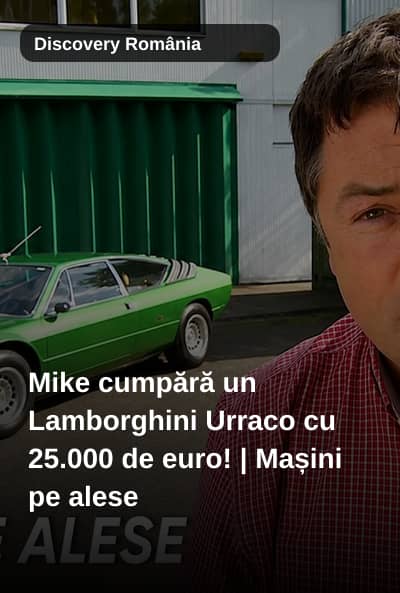 Discovery România
Mike cumpără un
Lamborghini Urraco cu
25.000 de euro! | Mașini
pe alese
E ALESE